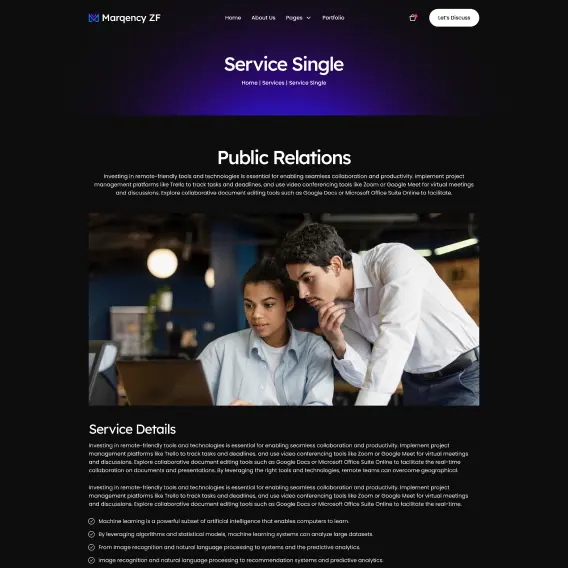 Marqency ZF
Home About Us Pages Portfolio
Let's Discuss
Service Single
Home | Services | Service Single
Public Relations
Investing in remote-friendly tools and technologies is essential for enabling seamless collaboration and productivity. Implement project
management platforms like Trello to track tasks and deadlines, and use video conferencing tools like Zoom or Google Meet for virtual meetings
and discussions. Explore collaborative document editing tools such as Google Docs or Microsoft Office Suite Online to facilitate.
Service Details
Investing in remote-friendly tools and technologies is essential for enabling seamless collaboration and productivity. Implement project
management platforms like Trello to track tasks and deadlines, and use video conferencing tools like Zoom or Google Meet for virtual meetings
and discussions. Explore collaborative document editing tools such as Google Docs or Microsoft Office Suite Online to facilitate the real-time
collaboration on documents and presentations. By leveraging the right tools and technologies, remote teams can overcome geographical.
Investing in remote-friendly tools and technologies is essential for enabling seamless collaboration and productivity. Implement project
management platforms like Trello to track tasks and deadlines, and use video conferencing tools like Zoom or Google Meet for virtual meetings
and discussions. Explore collaborative document editing tools such as Google Docs or Microsoft Office Suite Online to facilitate the real-time.
Machine learning is a powerful subset of artificial intelligence that enables computers to learn.
By leveraging algorithms and statistical models, machine learning systems can analyze large datasets.
From image recognition and natural language processing to systems and the predictive analytics.
Image recognition and natural language processing to recommendation systems and predictive analytics